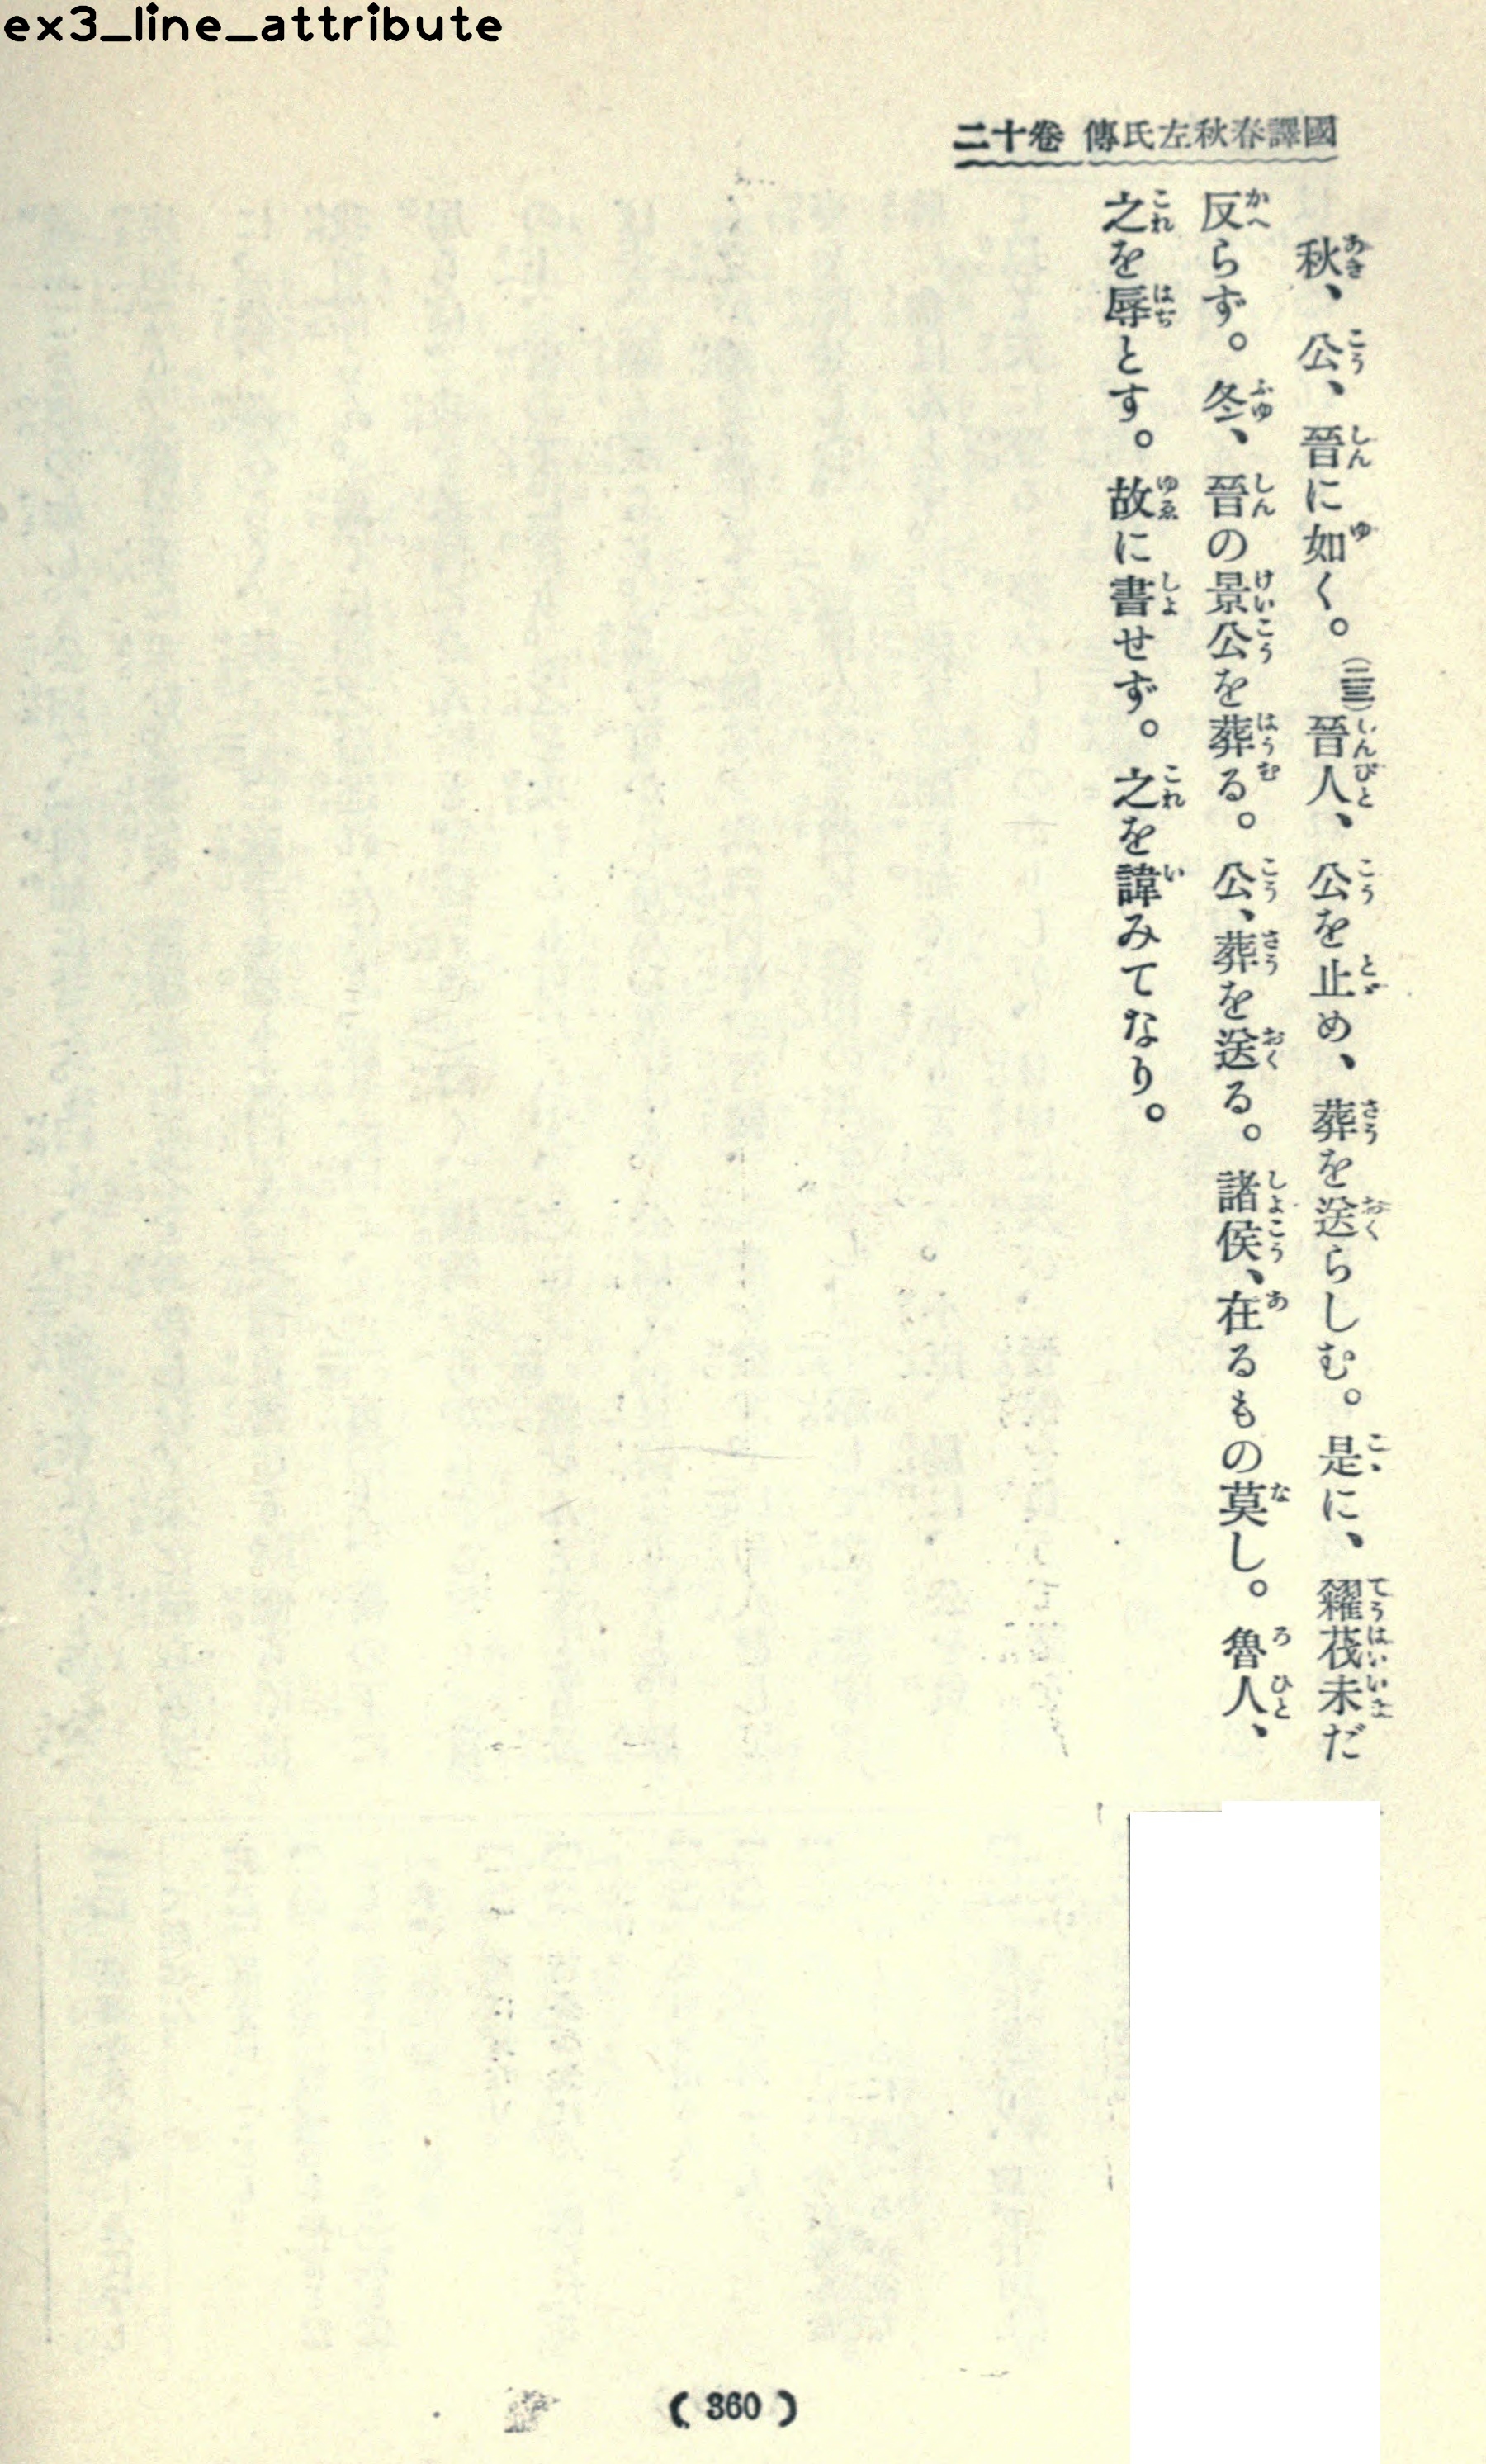 ex3_line_attribute
國譯春秋左氏傳 卷十二
秋、公、晉に如く。晉人、公を止め、葬を送らしむ。是に、糴茷未だ
反らず。冬、晉の景公を葬る。公、葬を送る。諸侯、在るもの莫し。魯人、
之を辱とす。故に書せず。之を諱みてなり。
( 360 )